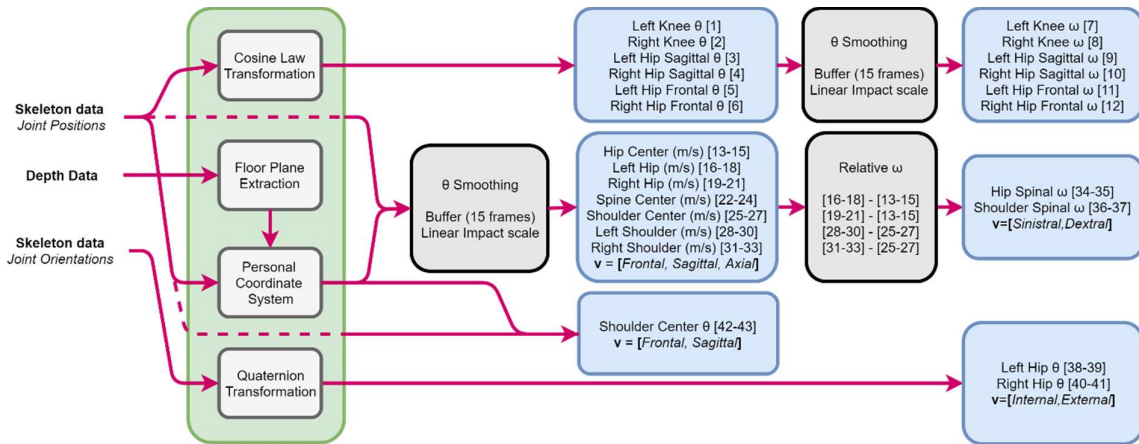 Skeleton data
Joint Positions
Depth Data
Skeleton data
Joint Orientations
Cosine Law
Transformation
Floor Plane
Extraction
Personal
Coordinate
System
Quaternion
Transformation
θ Smoothing
Buffer (15 frames)
Linear Impact scale
Left Knee θ [1]
Right Knee θ [2]
Left Hip Sagittal θ [3]
Right Hip Sagittal θ [4]
Left Hip Frontal θ [5]
Right Hip Frontal θ [6]
θ Smoothing
Buffer (15 frames)
Linear Impact scale
Left Knee ω [7]
Right Knee ω [8]
Left Hip Sagittal ω [9]
Right Hip Sagittal ω [10]
Left Hip Frontal ω [11]
Right Hip Frontal ω [12]
Hip Center (m/s) [13-15]
Left Hip (m/s) [16-18]
Right Hip (m/s) [19-21]
Spine Center (m/s) [22-24]
Shoulder Center (m/s) [25-27]
Left Shoulder (m/s) [28-30]
Right Shoulder (m/s) [31-33]
v = [Frontal, Sagittal, Axial]
Relative ω
[16-18] - [13-15]
[19-21] - [13-15]
[28-30] - [25-27]
[31-33] - [25-27]
Hip Spinal ω [34-35]
Shoulder Spinal ω [36-37]
v=[Sinistral,Dextral]
Shoulder Center θ [42-43]
v = [Frontal, Sagittal]
Left Hip θ [38-39]
Right Hip θ [40-41]
v=[Internal,External]